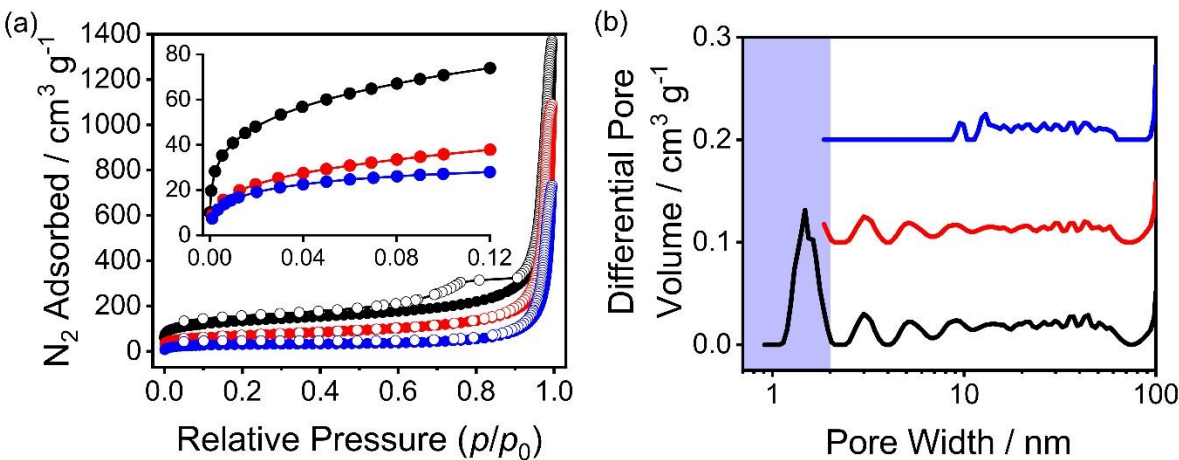 (a)
1400
1200
1000
800
600
400
200
0
N₂ Adsorbed / cm³ g⁻¹
80
60
40
20
0
0.00 0.04 0.08 0.12
0.0 0.2 0.4 0.6 0.8 1.0
Relative Pressure (p/p₀)
(b)
0.3
0.2
0.1
0.0
Differential Pore
Volume / cm³ g⁻¹
1 10 100
Pore Width / nm